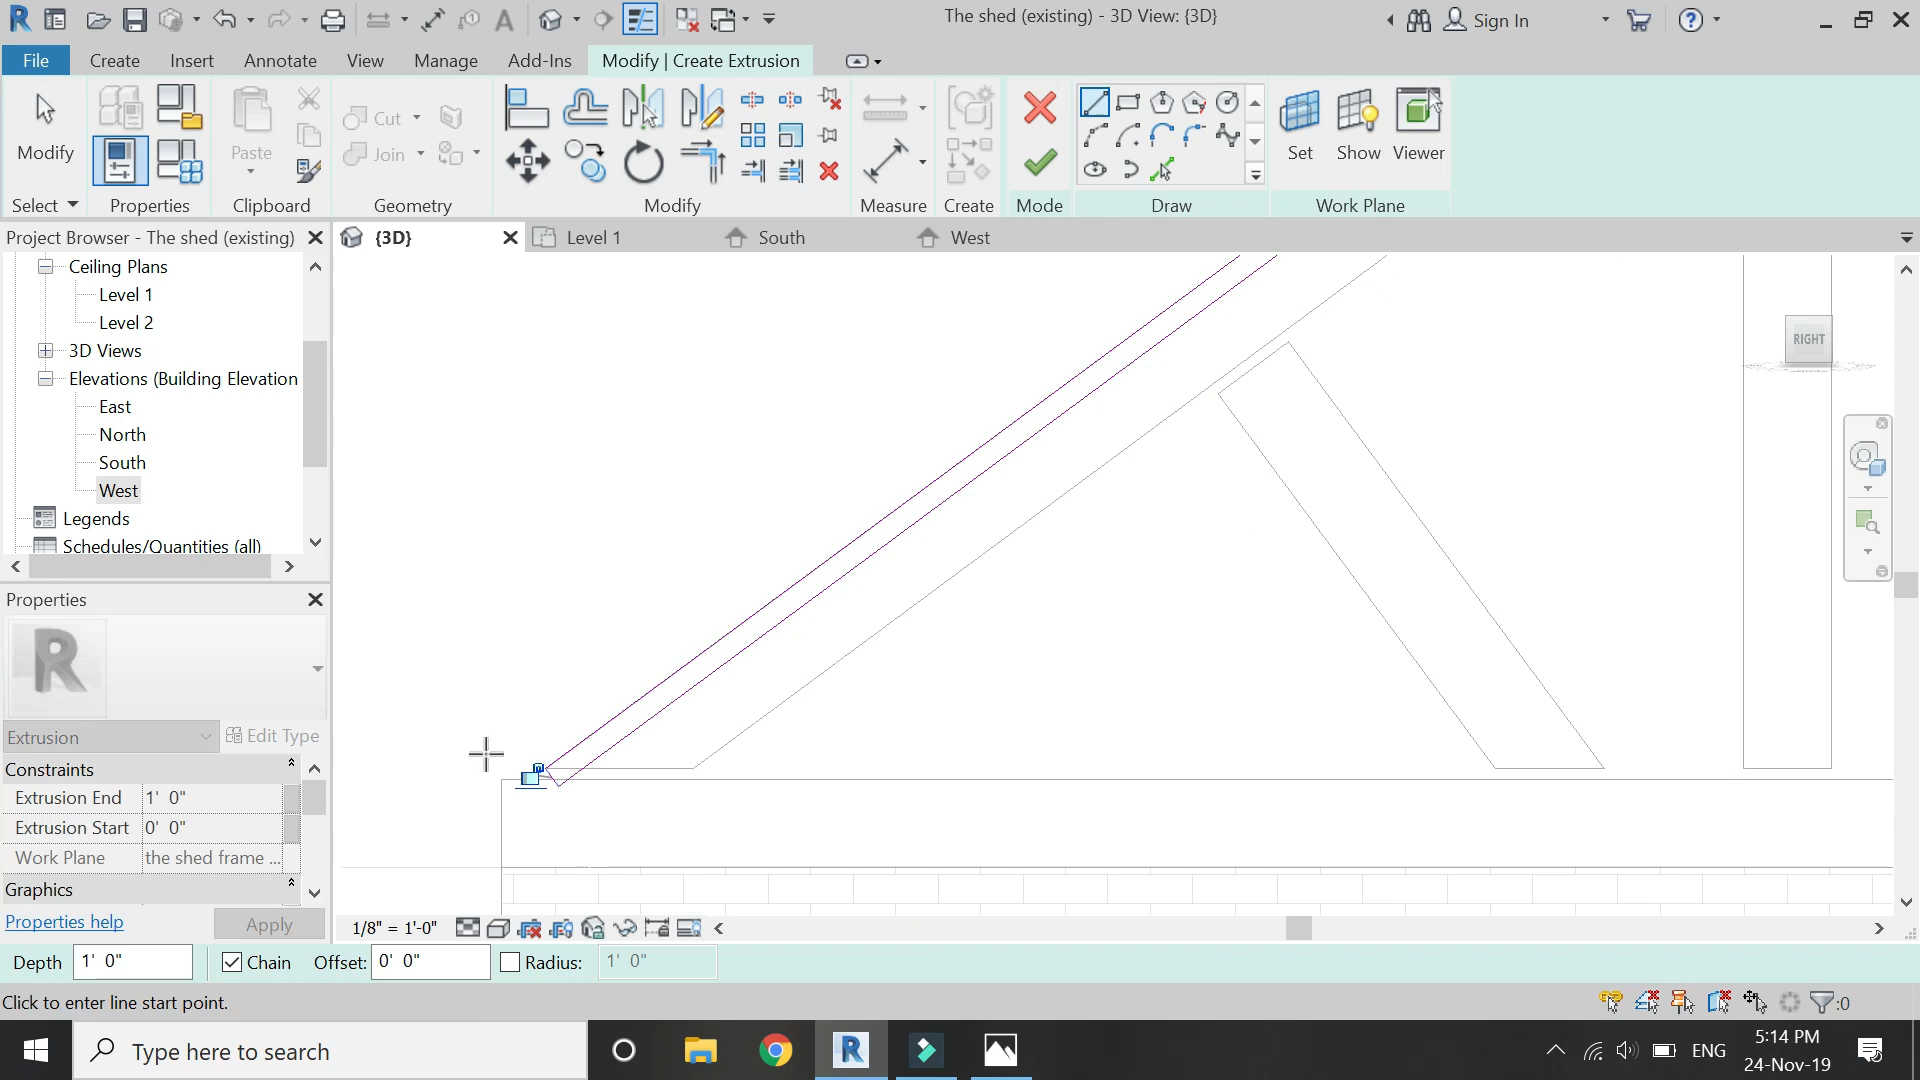 The shed (existing) - 3D View: {3D}
Sign In
File
Create
Insert
Annotate
View
Manage
Add-Ins
Modify | Create Extrusion
Modify
Paste
Cut
Join
Set
Show
Viewer
Select
Properties
Clipboard
Geometry
Modify
Measure
Create
Mode
Draw
Work Plane
Project Browser - The shed (existing)
{3D}
Level 1
South
West
Ceiling Plans
Level 1
Level 2
3D Views
Elevations (Building Elevation
East
North
South
West
Legends
Schedules/Quantities (all)
RIGHT
Properties
R
Extrusion
Edit Type
Constraints
Extrusion End 1' 0"
Extrusion Start 0' 0"
Work Plane the shed frame ...
Graphics
Properties help
Apply
1/8" = 1'-0"
Depth 1' 0"
Chain
Offset: 0' 0"
Radius: 1' 0"
Click to enter line start point.
:0
Type here to search
ENG
5:14 PM
24-Nov-19